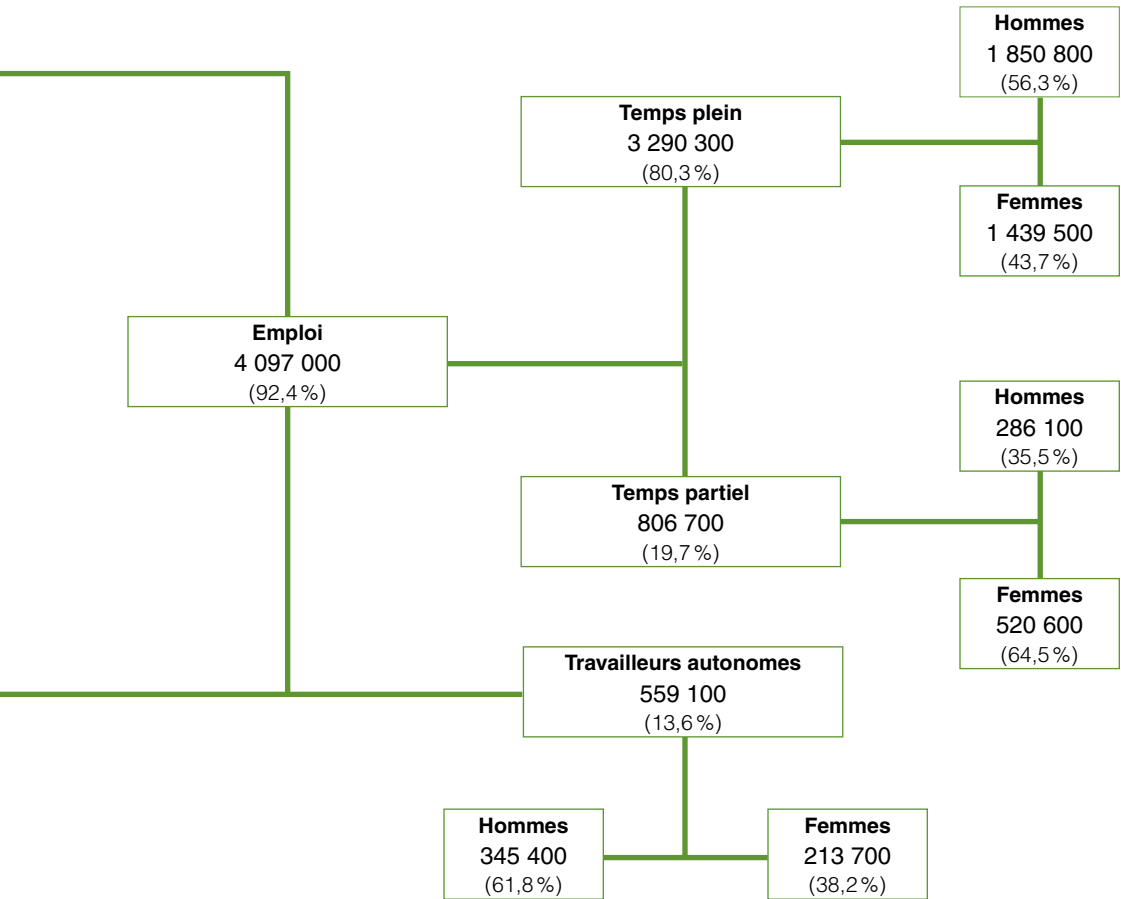 Hommes
1 850 800
(56,3 %)
Temps plein
3 290 300
(80,3 %)
Femmes
1 439 500
(43,7 %)
Emploi
4 097 000
(92,4 %)
Hommes
286 100
(35,5 %)
Temps partiel
806 700
(19,7 %)
Femmes
520 600
(64,5 %)
Travailleurs autonomes
559 100
(13,6 %)
Hommes
345 400
(61,8 %)
Femmes
213 700
(38,2 %)